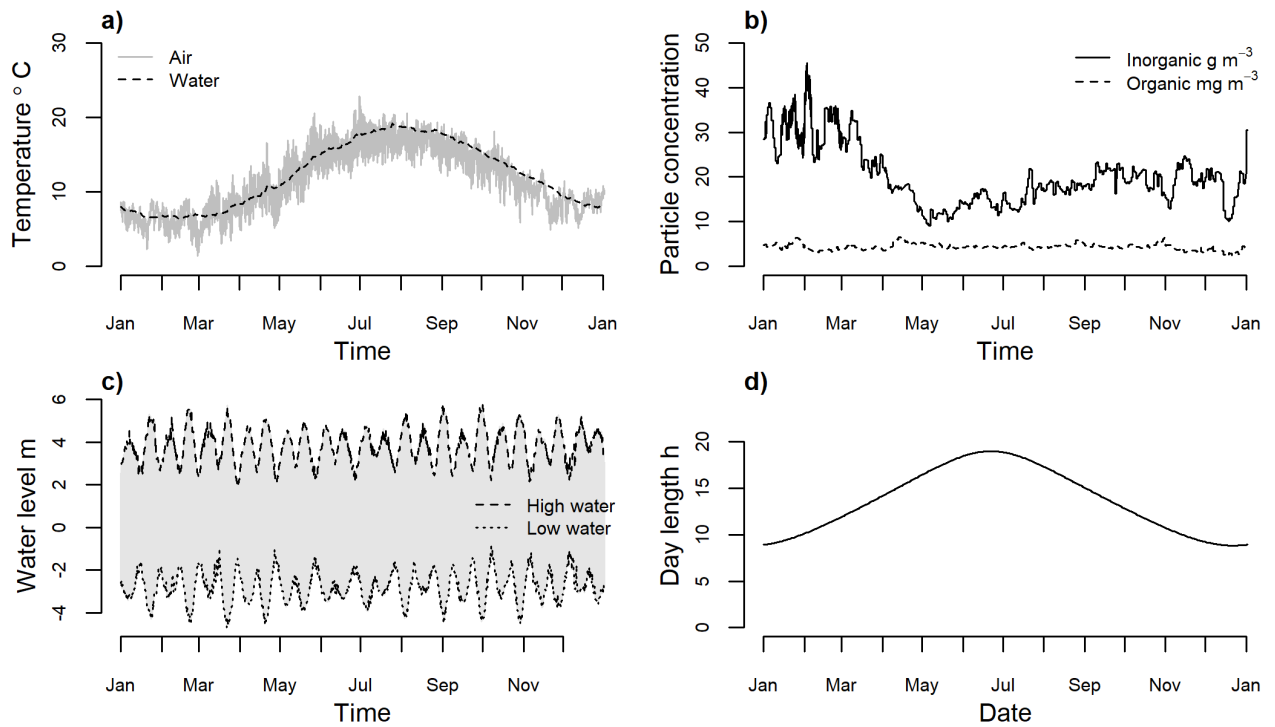 a)
Temperature ° C
30
20
10
0
Air
Water
Jan Mar May Jul Sep Nov Jan
Time
b)
Particle concentration
50
40
30
20
10
0
Inorganic g m⁻³
Organic mg m⁻³
Jan Mar May Jul Sep Nov Jan
Time
c)
Water level m
6
4
2
0
-2
-4
High water
Low water
Jan Mar May Jul Sep Nov
Time
d)
Day length h
20
15
10
5
0
Jan Mar May Jul Sep Nov Jan
Date